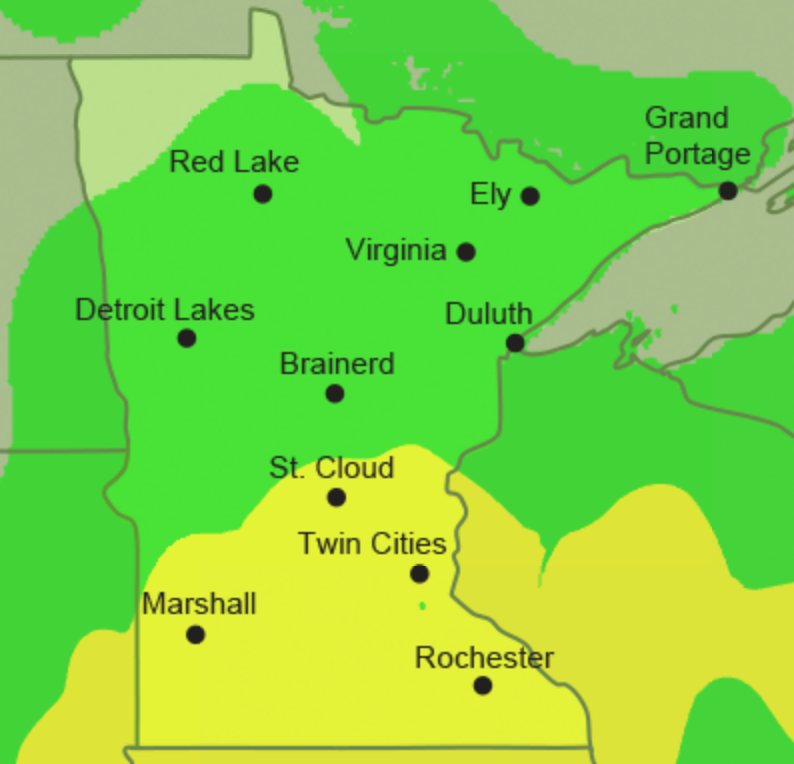 Grand
Portage
Red Lake
Ely
Virginia
Detroit Lakes
Duluth
Brainerd
St. Cloud
Twin Cities
Marshall
Rochester